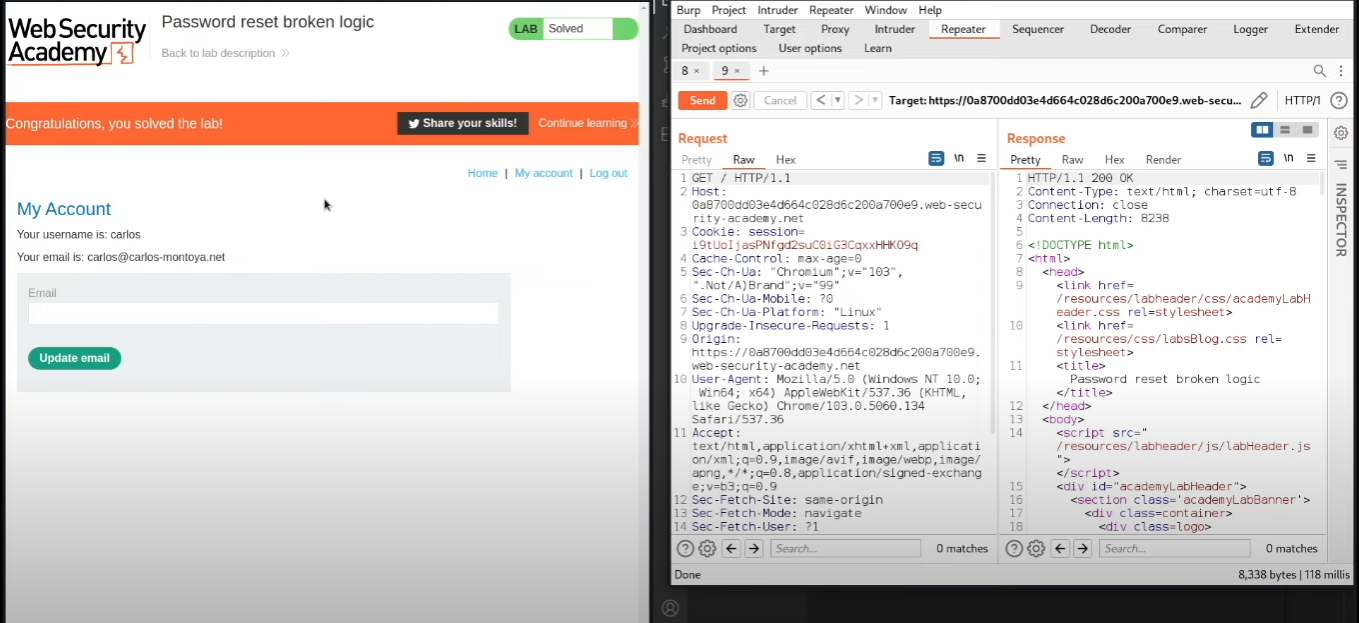 Web Security
Academy
Password reset broken logic
Back to lab description
LAB Solved
Congratulations, you solved the lab!
Share your skills!
Continue learning
Home | My account | Log out
My Account
Your username is: carlos
Your email is: carlos@carlos-montoya.net
Email
Update email
Burp Project Intruder Repeater Window Help
Dashboard Target Proxy Intruder Repeater Sequencer Decoder Comparer Logger Extender
Project options User options Learn
8 × 9 × +
Send Cancel < > Target: https://0a8700dd03e4d664c028d6c200a700e9.web-secu... HTTP/1 ?
Request
Pretty Raw Hex \n
1 GET / HTTP/1.1
2 Host:
0a8700dd03e4d664c028d6c200a700e9.web-secu
rity-academy.net
3 Cookie: session=
i9tUoIjasPNfgd2suC0iG3CqxxHHKO9q
4 Cache-Control: max-age=0
5 Sec-Ch-Ua: "Chromium";v="103",
".Not/A)Brand";v="99"
6 Sec-Ch-Ua-Mobile: ?0
7 Sec-Ch-Ua-Platform: "Linux"
8 Upgrade-Insecure-Requests: 1
9 Origin:
https://0a8700dd03e4d664c028d6c200a700e9.
web-security-academy.net
10 User-Agent: Mozilla/5.0 (Windows NT 10.0;
Win64; x64) AppleWebKit/537.36 (KHTML,
like Gecko) Chrome/103.0.5060.134
Safari/537.36
11 Accept:
text/html,application/xhtml+xml,applicati
on/xml;q=0.9,image/avif,image/webp,image/
apng,*/*;q=0.8,application/signed-exchang
e;v=b3;q=0.9
12 Sec-Fetch-Site: same-origin
13 Sec-Fetch-Mode: navigate
14 Sec-Fetch-User: ?1
? Search... 0 matches
Response
Pretty Raw Hex Render \n
1 HTTP/1.1 200 OK
2 Content-Type: text/html; charset=utf-8
3 Connection: close
4 Content-Length: 8238
5
6 <!DOCTYPE html>
7 <html>
8 <head>
9 <link href=
/resources/labheader/css/academyLabH
eader.css rel=stylesheet>
10 <link href=
/resources/css/labsBlog.css rel=
stylesheet>
11 <title>
Password reset broken logic
</title>
12 </head>
13 <body>
14 <script src="
/resources/labheader/js/labHeader.js
">
</script>
15 <div id="academyLabHeader">
16 <section class='academyLabBanner'>
17 <div class=container>
18 <div class=logo>
? Search... 0 matches
INSPECTOR
Done
8,338 bytes | 118 millis